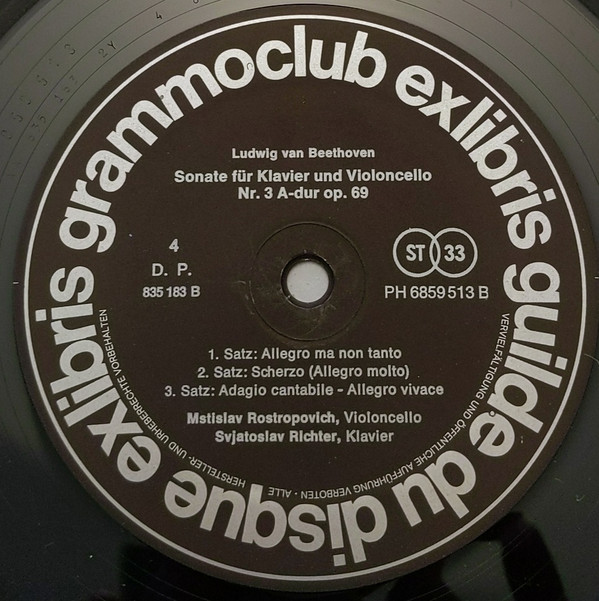 grammoclub exlibris guilde du disque exlibris
Ludwig van Beethoven
Sonate für Klavier und Violoncello
Nr. 3 A-dur op. 69
4
D. P.
835 183 B
ST 33
PH 6859 513 B
1. Satz: Allegro ma non tanto
2. Satz: Scherzo (Allegro molto)
3. Satz: Adagio cantabile - Allegro vivace
Mstislav Rostropovich, Violoncello
Svjatoslav Richter, Klavier
ALLE HERSTELLER- UND URHEBERRECHTE VORBEHALTEN
VERVIELFÄLTIGUNG UND ÖFFENTLICHE AUFFÜHRUNG VERBOTEN ·